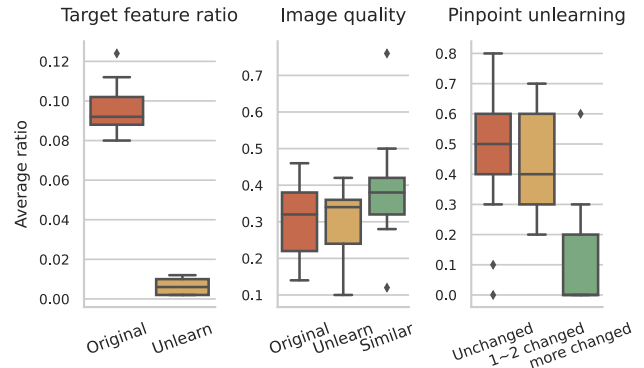 Target feature ratio
Image quality
Pinpoint unlearning
Average ratio
0.12
0.10
0.08
0.06
0.04
0.02
0.00
Original
Unlearn
0.7
0.6
0.5
0.4
0.3
0.2
0.1
Original
Unlearn
Similar
0.8
0.7
0.6
0.5
0.4
0.3
0.2
0.1
0.0
Unchanged
1~2 changed
more changed